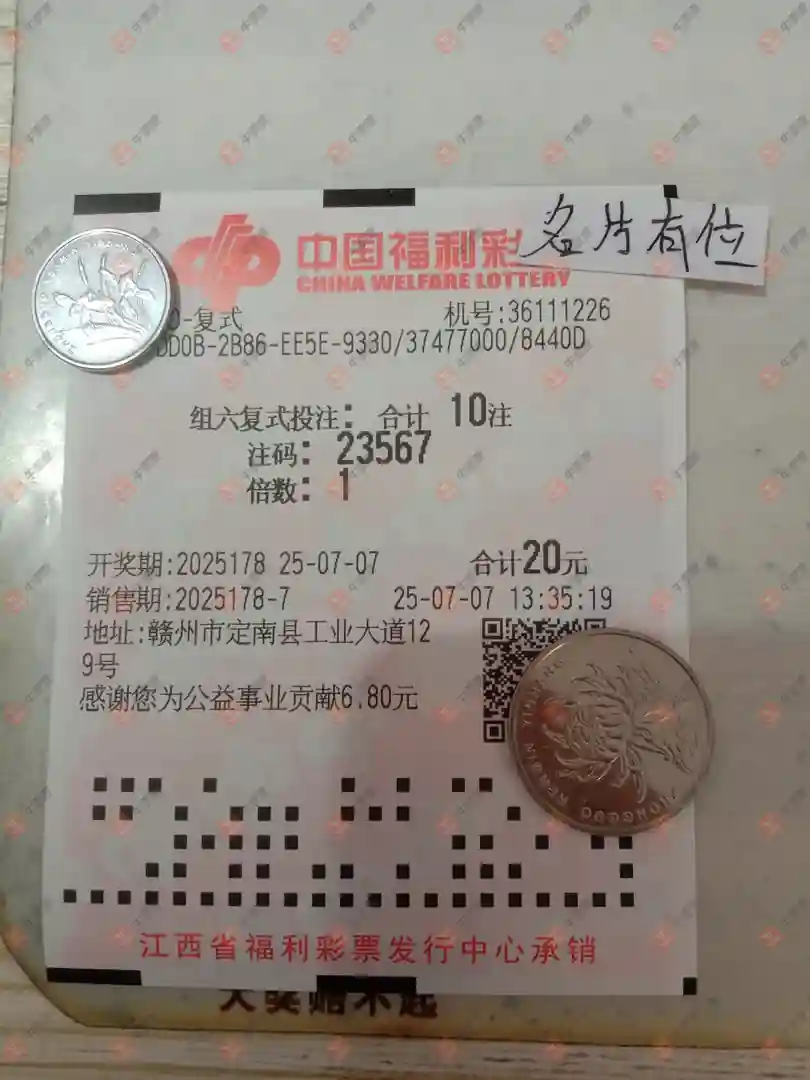 中国福利彩
CHINA WELFARE LOTTERY
名片有位
-复式 机号:36111226
DD0B-2B86-EE5E-9330/37477000/8440D
组六复式投注: 合计 10注
注码: 23567
倍数: 1
开奖期:2025178 25-07-07 合计20元
销售期:2025178-7 25-07-07 13:35:19
地址:赣州市定南县工业大道12
9号
感谢您为公益事业贡献6.80元
江西省福利彩票发行中心承销